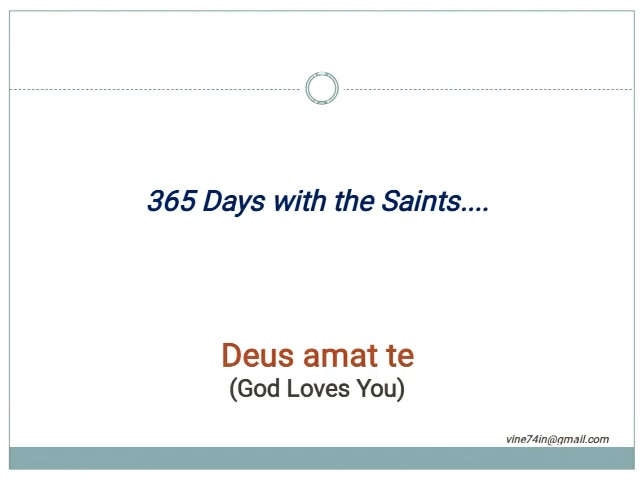 365 Days with the Saints....
Deus amat te
(God Loves You)
vine74in@gmail.com